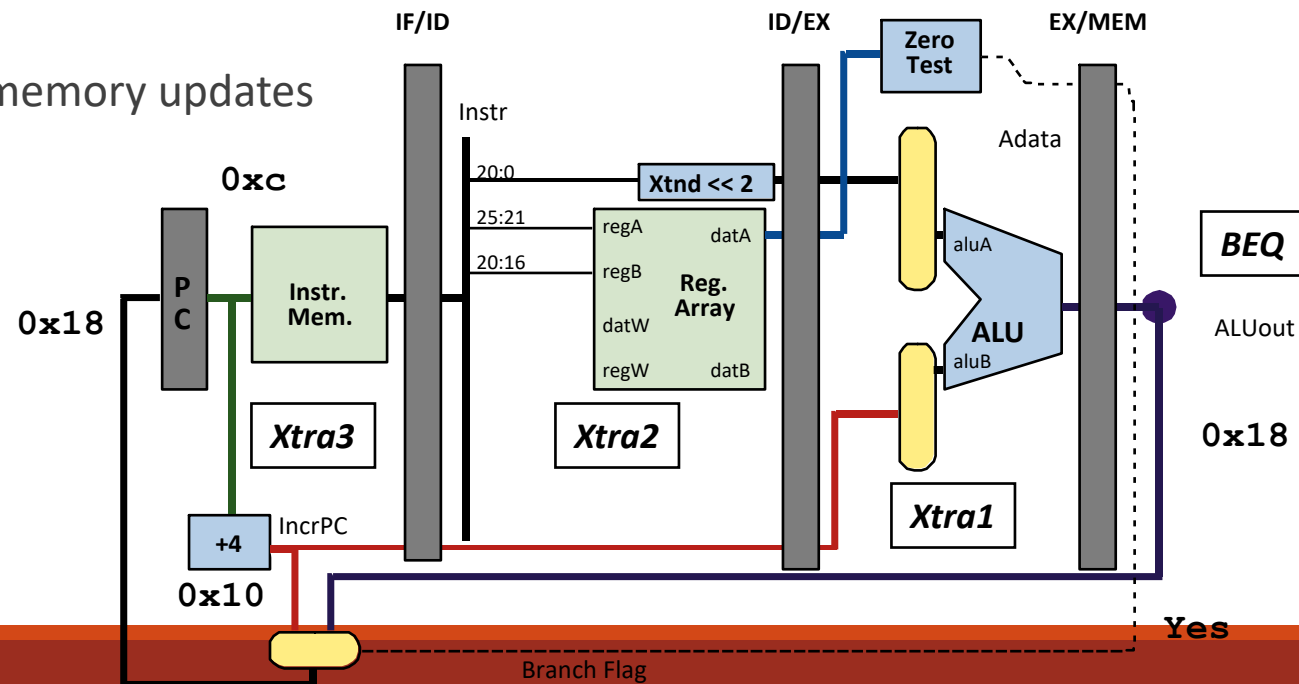 IF/ID
ID/EX
EX/MEM
Zero
Test
memory updates
Instr
Adata
0xc
20:0
Xtnd << 2
25:21
regA
datA
aluA
BEQ
20:16
regB
P
C
Instr.
Mem.
Reg.
Array
0x18
datW
ALU
ALUout
regW
datB
aluB
Xtra3
Xtra2
0x18
Xtra1
IncrPC
+4
0x10
Yes
Branch Flag